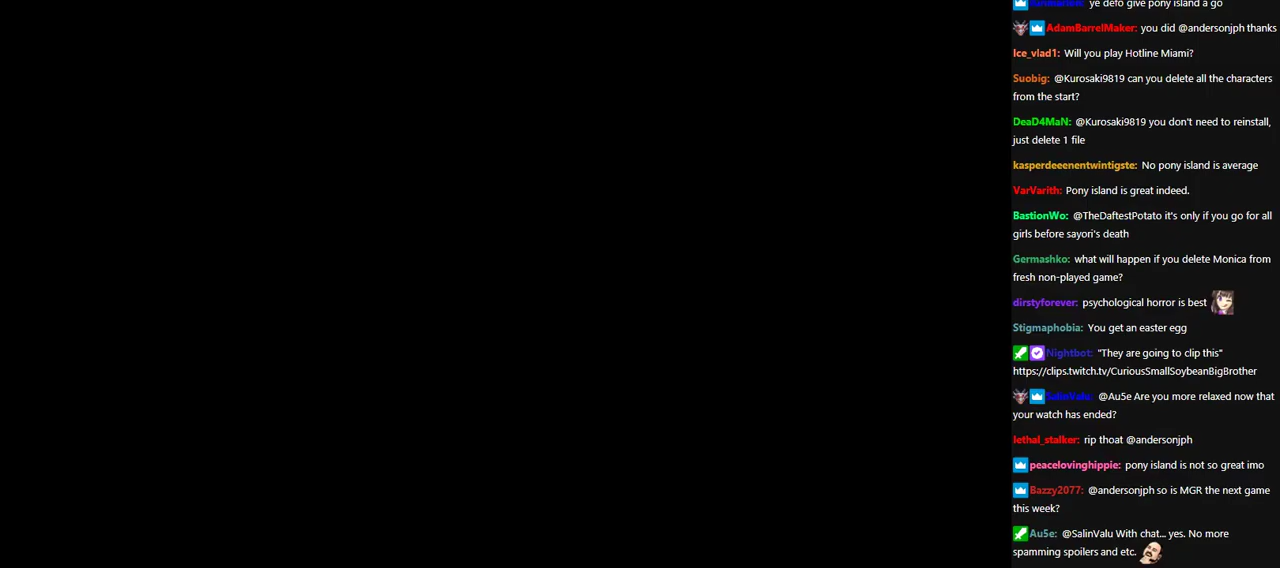 ye defo give pony island a go
AdamBarrelMaker: you did @andersonjph thanks
Ice_vlad1: Will you play Hotline Miami?
Suobig: @Kurosaki9819 can you delete all the characters
from the start?
DeaD4MaN: @Kurosaki9819 you don't need to reinstall,
just delete 1 file
kasperdeeenentwintigste: No pony island is average
VarVarith: Pony island is great indeed.
BastionWo: @TheDaftestPotato it's only if you go for all
girls before sayori's death
Germashko: what will happen if you delete Monica from
fresh non-played game?
dirstyforever: psychological horror is best
Stigmaphobia: You get an easter egg
Nightbot: "They are going to clip this"
https://clips.twitch.tv/CuriousSmallSoybeanBigBrother
SalinValu: @Au5e Are you more relaxed now that
your watch has ended?
lethal_stalker: rip thoat @andersonjph
peacelovinghippie: pony island is not so great imo
Bazzy2077: @andersonjph so is MGR the next game
this week?
Au5e: @SalinValu With chat... yes. No more
spamming spoilers and etc.